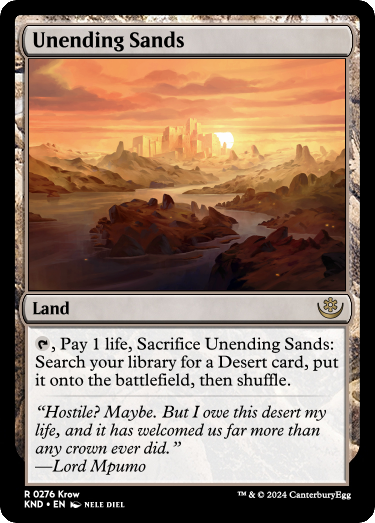 Unending Sands
Land
, Pay 1 life, Sacrifice Unending Sands:
Search your library for a Desert card, put
it onto the battlefield, then shuffle.
“Hostile? Maybe. But I owe this desert my
life, and it has welcomed us far more than
any crown ever did.”
—Lord Mpumo
R 0276 Krow
KND • EN NELE DIEL
™ & © 2024 CanterburyEgg